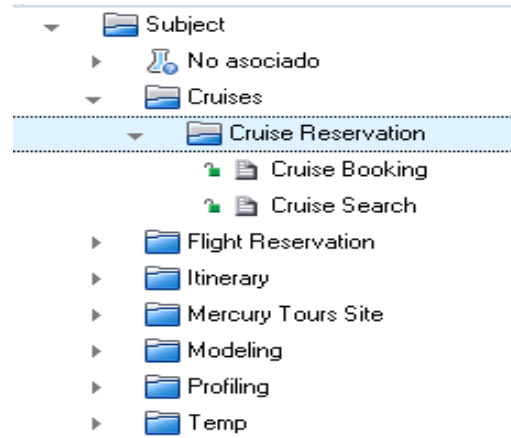 Subject
No asociado
Cruises
Cruise Reservation
Cruise Booking
Cruise Search
Flight Reservation
Itinerary
Mercury Tours Site
Modeling
Profiling
Temp